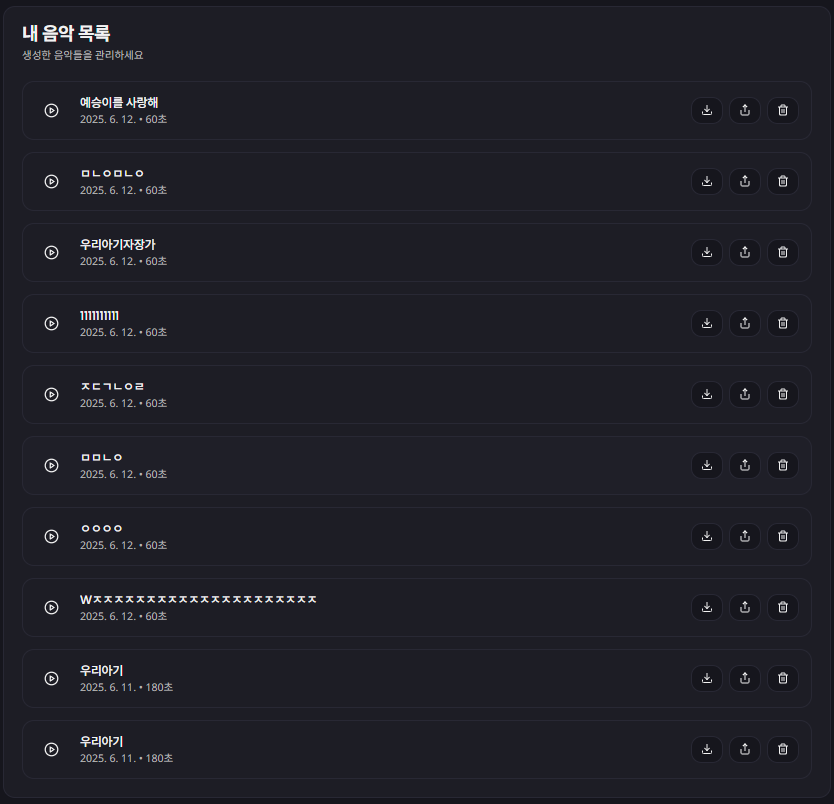 내 음악 목록
생성한 음악들을 관리하세요
예승이를 사랑해
2025. 6. 12. • 60초
ㅁㄴㅇㅁㄴㅇ
2025. 6. 12. • 60초
우리아기자장가
2025. 6. 12. • 60초
1111111111
2025. 6. 12. • 60초
ㅈㄷㄱㄴㅇㄹ
2025. 6. 12. • 60초
ㅁㅁㄴㅇ
2025. 6. 12. • 60초
ㅇㅇㅇㅇ
2025. 6. 12. • 60초
Wㅈㅈㅈㅈㅈㅈㅈㅈㅈㅈㅈㅈㅈㅈㅈㅈㅈㅈㅈㅈㅈ
2025. 6. 12. • 60초
우리아기
2025. 6. 11. • 180초
우리아기
2025. 6. 11. • 180초